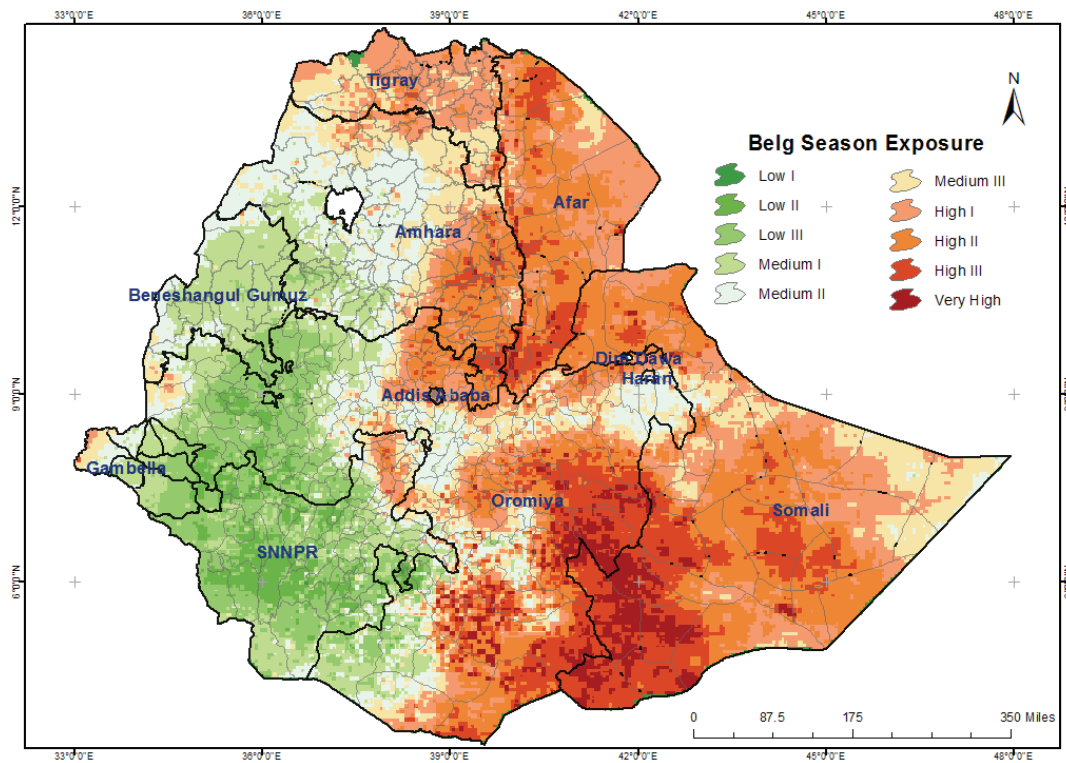 33°0'0"E 36°0'0"E 39°0'0"E 42°0'0"E 45°0'0"E 48°0'0"E
N
Belg Season Exposure
Low I
Low II
Low III
Medium I
Medium II
Medium III
High I
High II
High III
Very High
Tigray
Afar
Amhara
Beneshangul Gumuz
Dire Dawa
Harari
Addis Ababa
Gambella
Oromiya
Somali
SNNPR
12°0'0"N
9°0'0"N
6°0'0"N
0 87.5 175 350 Miles
33°0'0"E 36°0'0"E 39°0'0"E 42°0'0"E 45°0'0"E 48°0'0"E